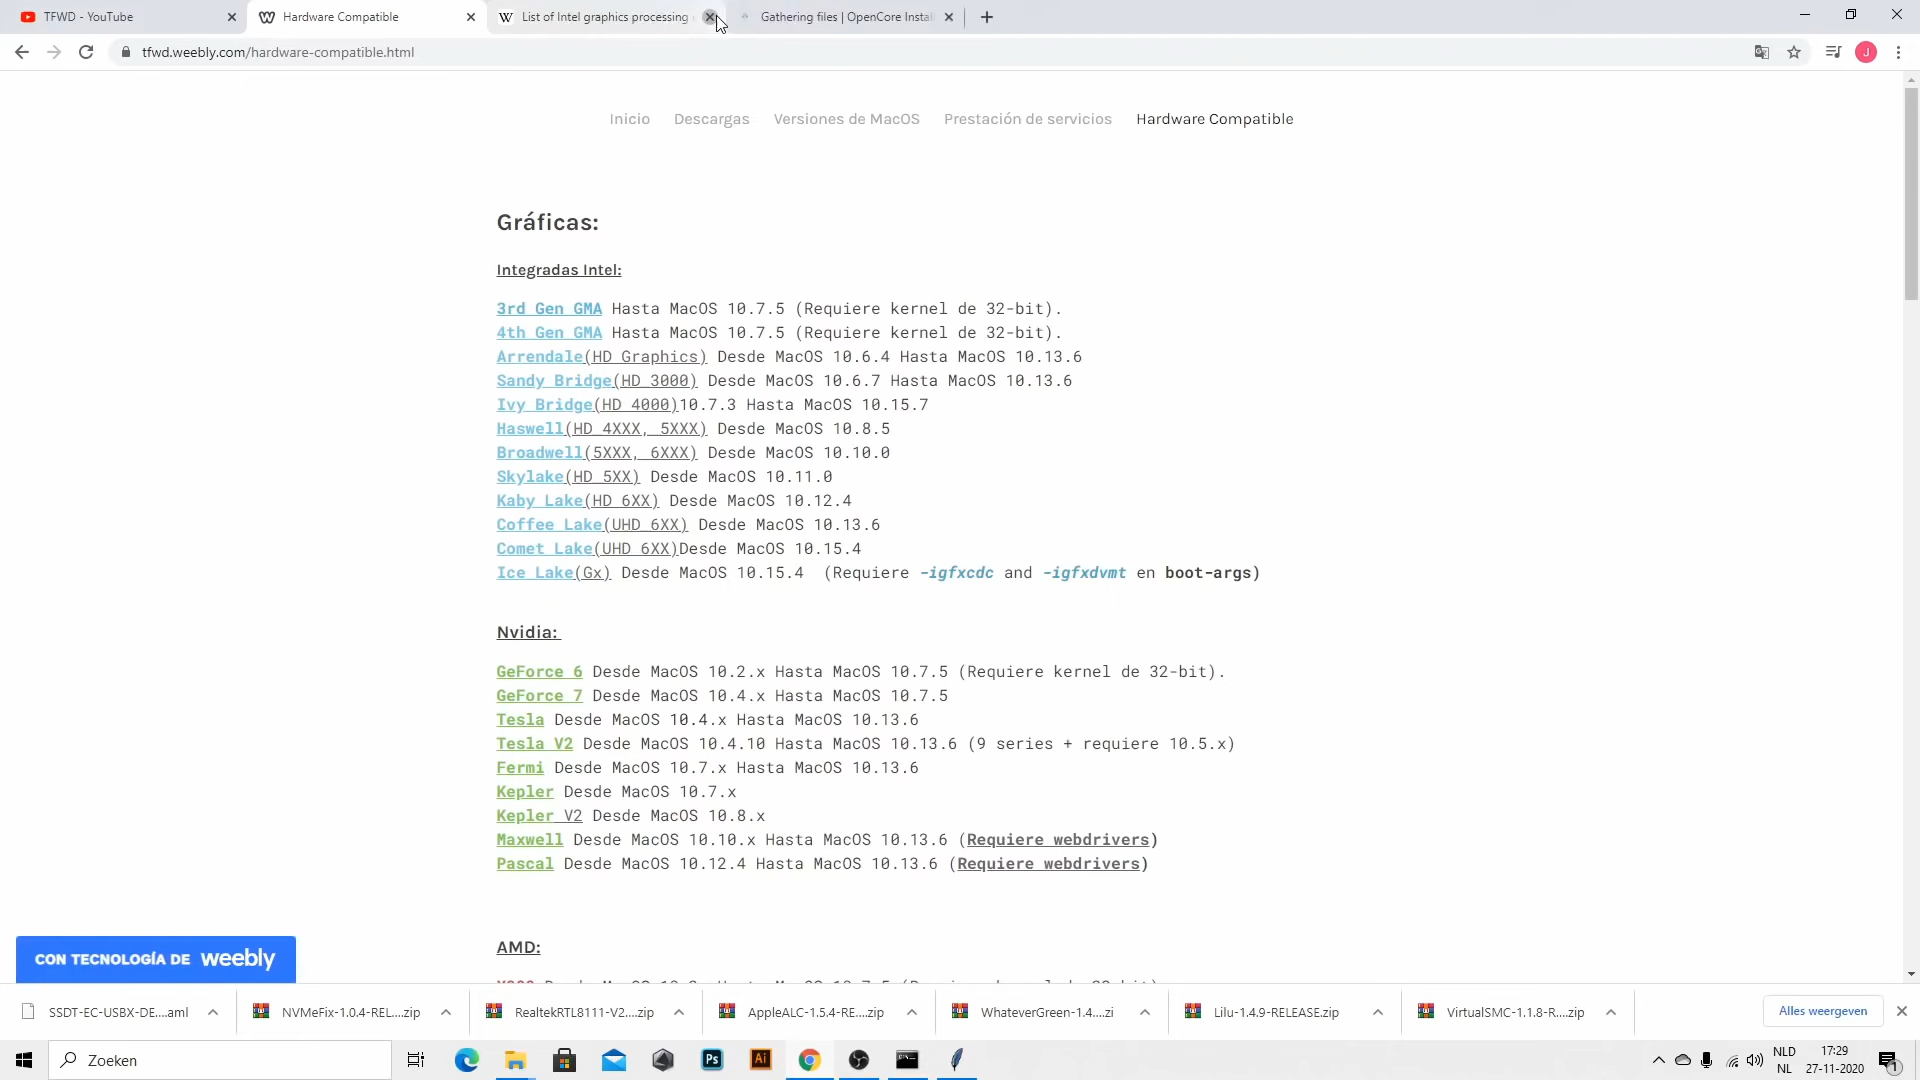 TFWD - YouTube
Hardware Compatible
List of Intel graphics processing
Gathering files | OpenCore Instal
tfwd.weebly.com/hardware-compatible.html
J
Inicio
Descargas
Versiones de MacOS
Prestación de servicios
Hardware Compatible
Gráficas:
Integradas Intel:
3rd Gen GMA Hasta MacOS 10.7.5 (Requiere kernel de 32-bit).
4th Gen GMA Hasta MacOS 10.7.5 (Requiere kernel de 32-bit).
Arrendale(HD Graphics) Desde MacOS 10.6.4 Hasta MacOS 10.13.6
Sandy Bridge(HD 3000) Desde MacOS 10.6.7 Hasta MacOS 10.13.6
Ivy Bridge(HD 4000)10.7.3 Hasta MacOS 10.15.7
Haswell(HD 4XXX, 5XXX) Desde MacOS 10.8.5
Broadwell(5XXX, 6XXX) Desde MacOS 10.10.0
Skylake(HD 5XX) Desde MacOS 10.11.0
Kaby Lake(HD 6XX) Desde MacOS 10.12.4
Coffee Lake(UHD 6XX) Desde MacOS 10.13.6
Comet Lake(UHD 6XX)Desde MacOS 10.15.4
Ice Lake(Gx) Desde MacOS 10.15.4 (Requiere -igfxcdc and -igfxdvmt en boot-args)
Nvidia:
GeForce 6 Desde MacOS 10.2.x Hasta MacOS 10.7.5 (Requiere kernel de 32-bit).
GeForce 7 Desde MacOS 10.4.x Hasta MacOS 10.7.5
Tesla Desde MacOS 10.4.x Hasta MacOS 10.13.6
Tesla V2 Desde MacOS 10.4.10 Hasta MacOS 10.13.6 (9 series + requiere 10.5.x)
Fermi Desde MacOS 10.7.x Hasta MacOS 10.13.6
Kepler Desde MacOS 10.7.x
Kepler V2 Desde MacOS 10.8.x
Maxwell Desde MacOS 10.10.x Hasta MacOS 10.13.6 (Requiere webdrivers)
Pascal Desde MacOS 10.12.4 Hasta MacOS 10.13.6 (Requiere webdrivers)
AMD:
CON TECNOLOGÍA DE weebly
SSDT-EC-USBX-DE....aml
NVMeFix-1.0.4-REL....zip
RealtekRTL8111-V2....zip
AppleALC-1.5.4-RE....zip
WhateverGreen-1.4....zi
Lilu-1.4.9-RELEASE.zip
VirtualSMC-1.1.8-R....zip
Alles weergeven
Zoeken
Ps
Ai
NLD
NL
17:29
27-11-2020
1